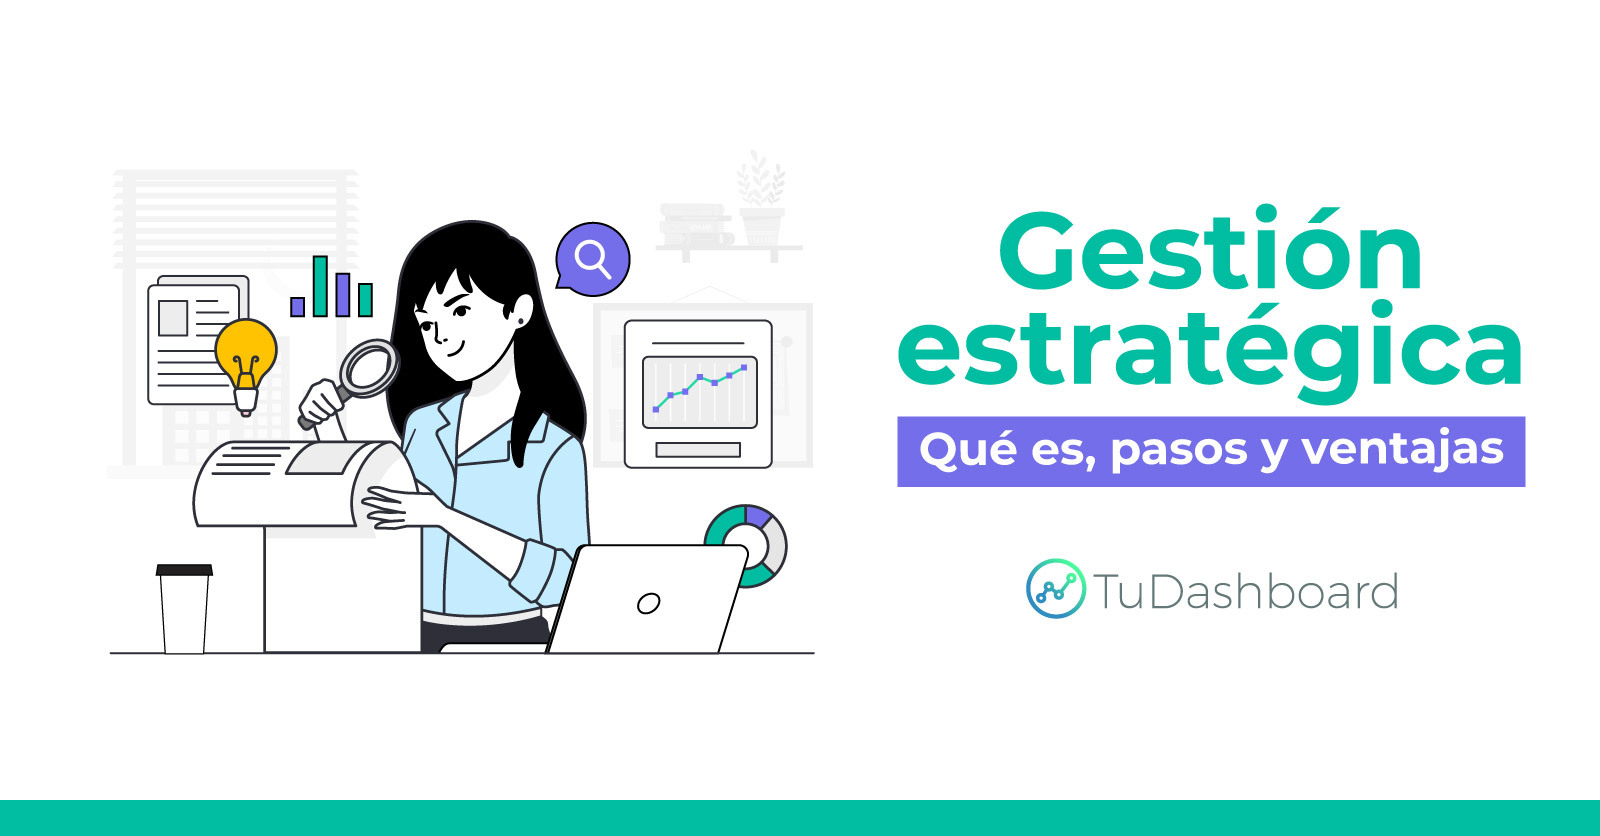 Gestión
estratégica
Qué es, pasos y ventajas
TuDashboard